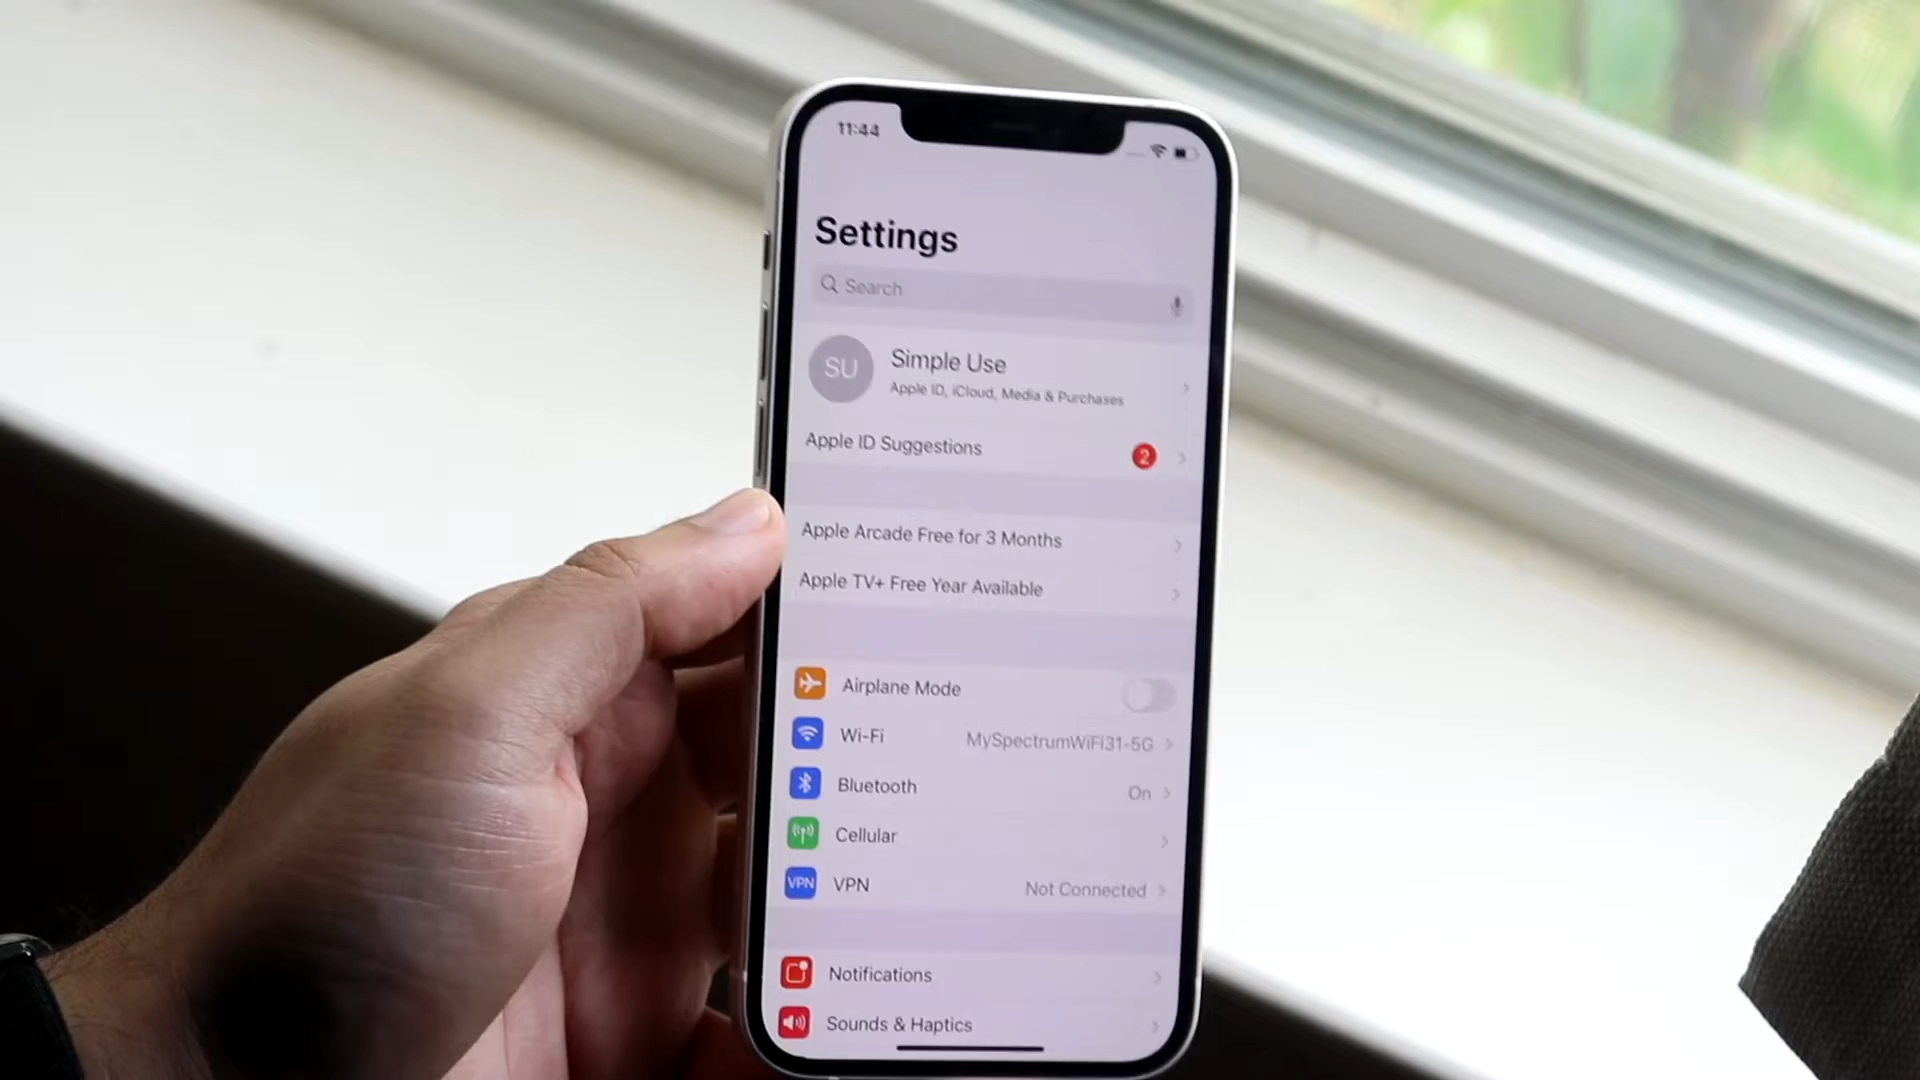 11:44
Settings
Search
SU
Simple Use
Apple ID, iCloud, Media & Purchases
Apple ID Suggestions
2
Apple Arcade Free for 3 Months
Apple TV+ Free Year Available
Airplane Mode
Wi-Fi MySpectrumWiFi31-5G
Bluetooth On
Cellular
VPN VPN Not Connected
Notifications
Sounds & Haptics